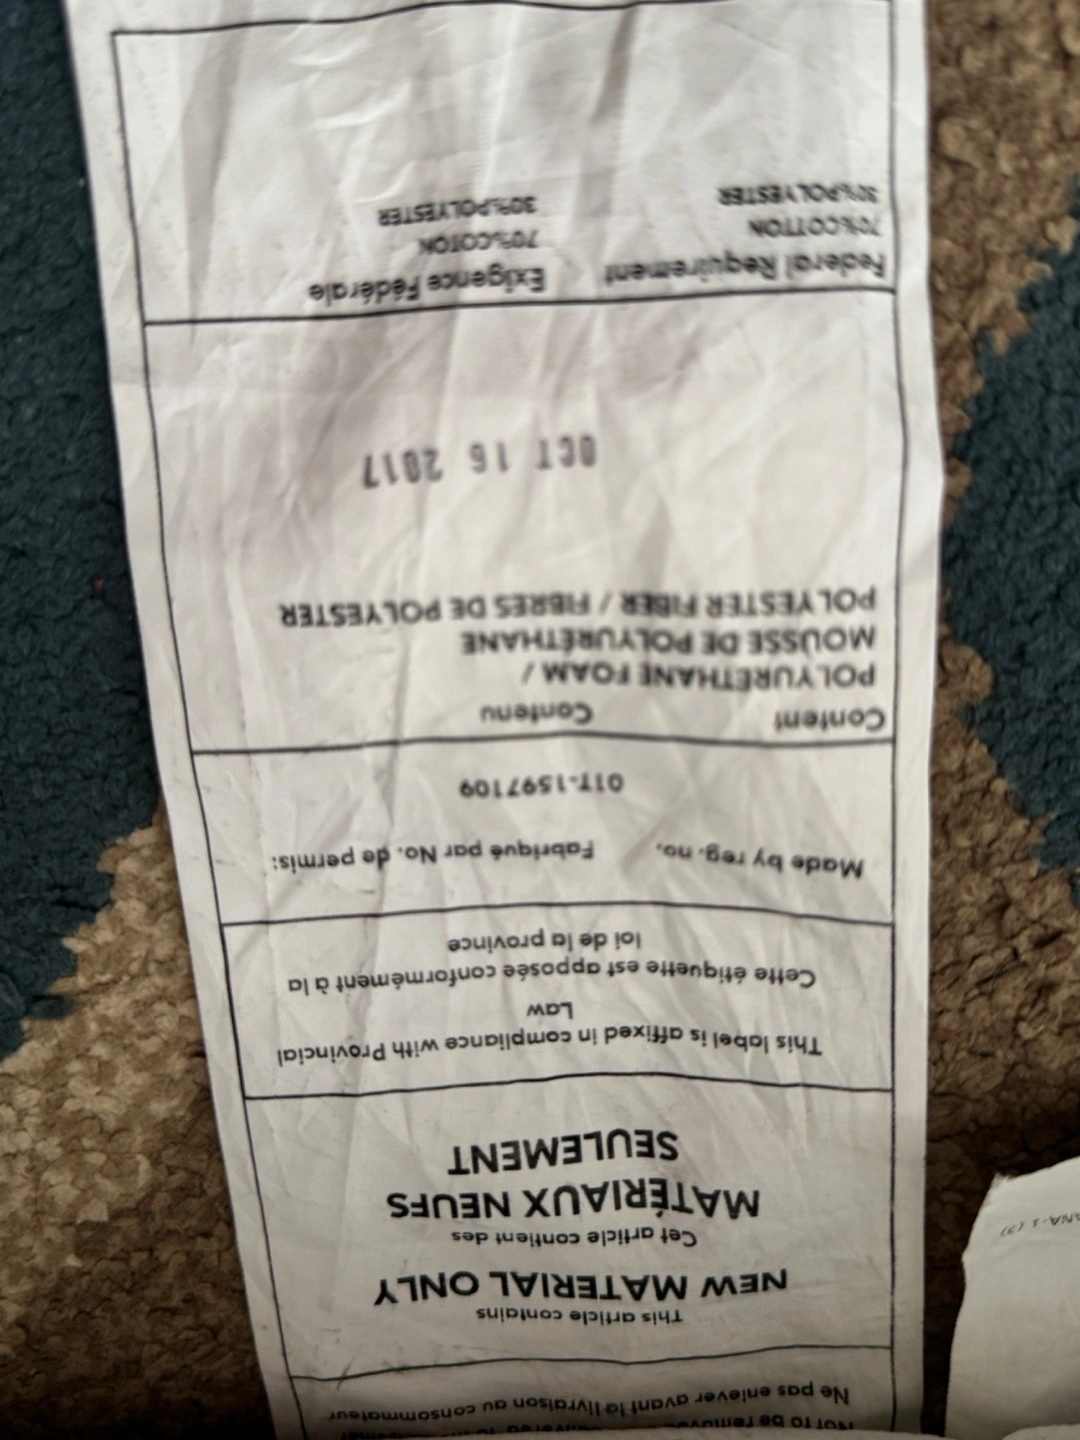 Not to be removed
Ne pas enlever avant la livraison au consommateur
This article contains
NEW MATERIAL ONLY
Cet article contient des
MATÉRIAUX NEUFS
SEULEMENT
This label is affixed in compliance with Provincial
Law
Cette étiquette est apposée conformément à la
loi de la province
Made by reg. no. Fabriqué par No. de permis:
01T-1597109
Content Contenu
POLYURETHANE FOAM /
MOUSSE DE POLYURÉTHANE
POLYESTER FIBER / FIBRES DE POLYESTER
OCT 16 2017
Federal Requirement Exigence Fédérale
70%COTTON 70%COTON
30%POLYESTER 30%POLYESTER